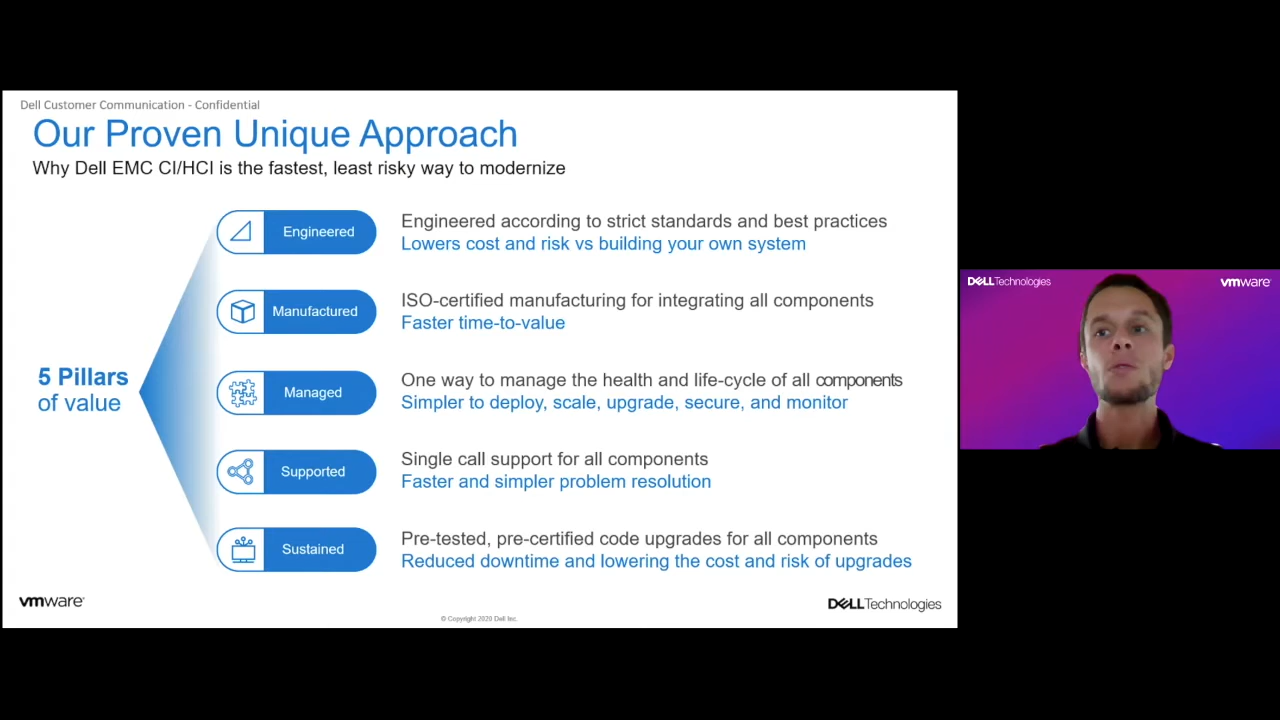 Dell Customer Communication - Confidential
Our Proven Unique Approach
Why Dell EMC CI/HCI is the fastest, least risky way to modernize
5 Pillars
of value
Engineered
Engineered according to strict standards and best practices
Lowers cost and risk vs building your own system
Manufactured
ISO-certified manufacturing for integrating all components
Faster time-to-value
Managed
One way to manage the health and life-cycle of all components
Simpler to deploy, scale, upgrade, secure, and monitor
Supported
Single call support for all components
Faster and simpler problem resolution
Sustained
Pre-tested, pre-certified code upgrades for all components
Reduced downtime and lowering the cost and risk of upgrades
vmware
© Copyright 2020 Dell Inc.
DELLTechnologies
DELLTechnologies
vmware